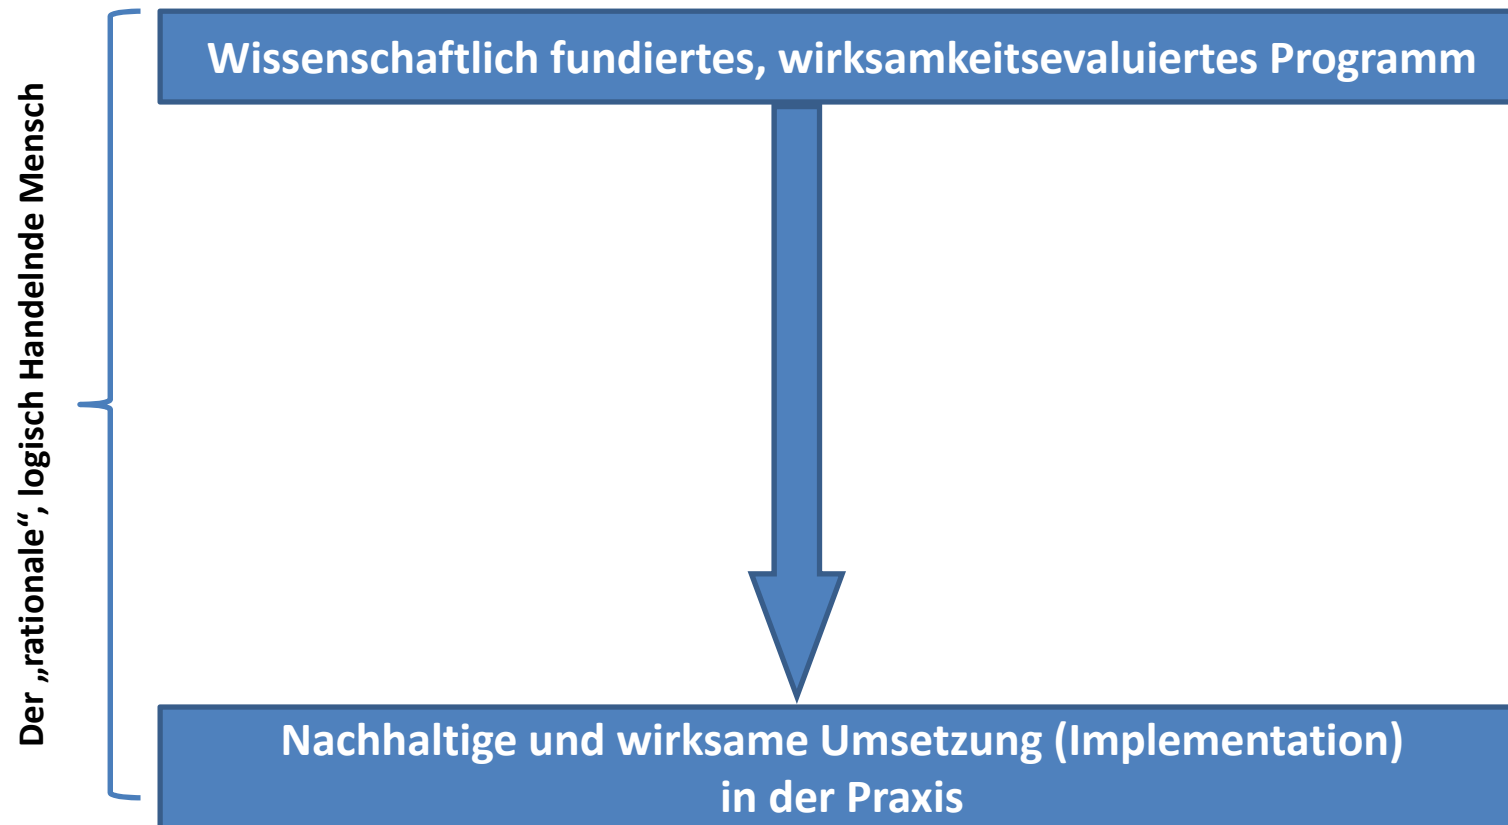 Wissenschaftlich fundiertes, wirksamkeitsevaluiertes Programm
Der „rationale“, logisch Handelnde Mensch
Nachhaltige und wirksame Umsetzung (Implementation)
in der Praxis